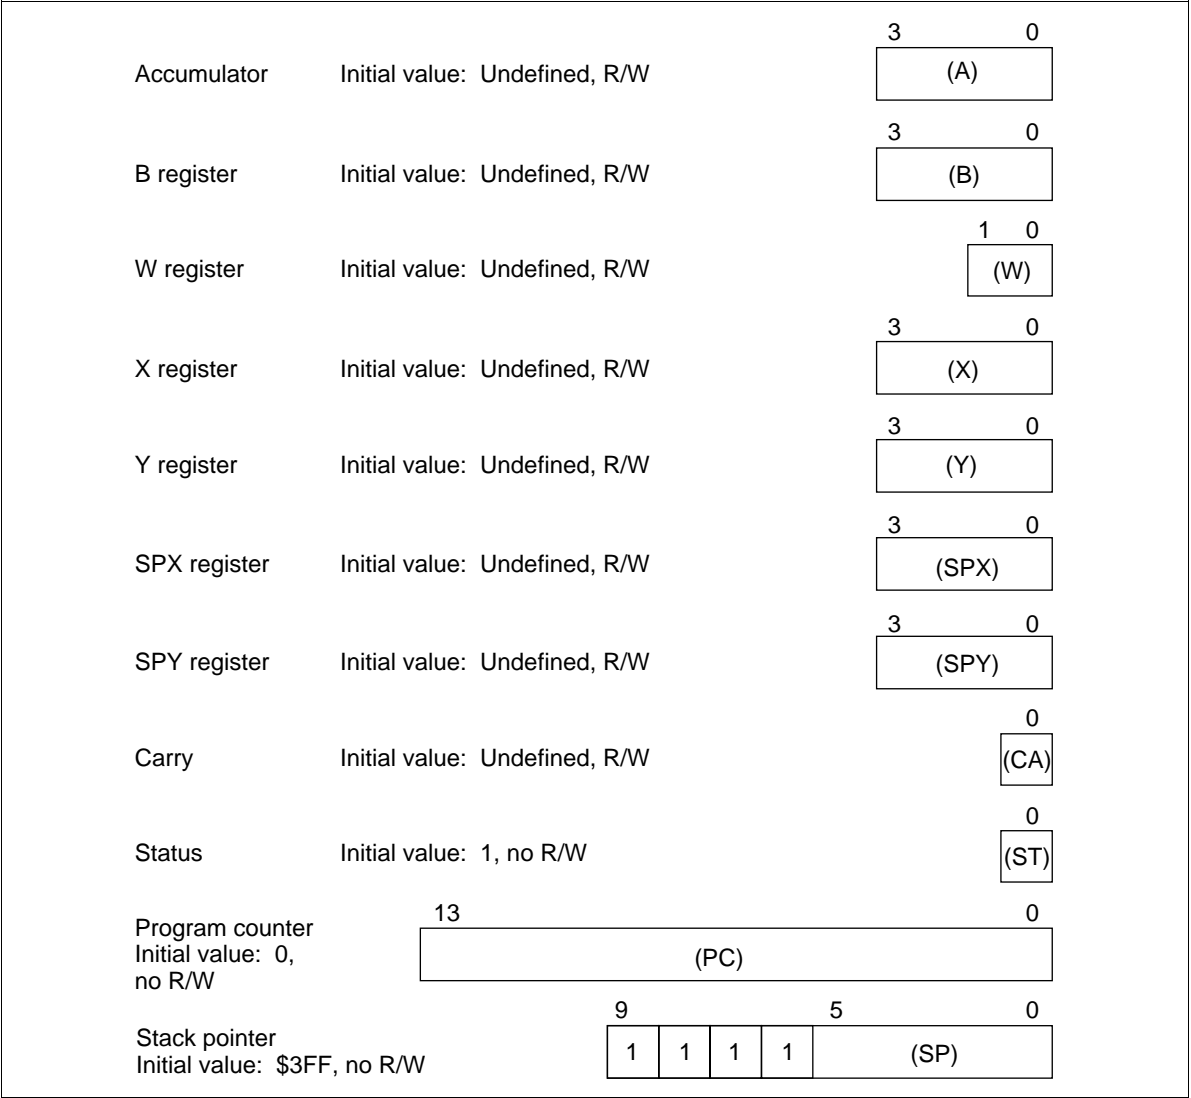 3 0
Accumulator Initial value: Undefined, R/W (A)
3 0
B register Initial value: Undefined, R/W (B)
1 0
W register Initial value: Undefined, R/W (W)
3 0
X register Initial value: Undefined, R/W (X)
3 0
Y register Initial value: Undefined, R/W (Y)
3 0
SPX register Initial value: Undefined, R/W (SPX)
3 0
SPY register Initial value: Undefined, R/W (SPY)
0
Carry Initial value: Undefined, R/W (CA)
0
Status Initial value: 1, no R/W (ST)
13 0
Program counter
Initial value: 0, (PC)
no R/W
9 5 0
Stack pointer
1 1 1 1 (SP)
Initial value: $3FF, no R/W